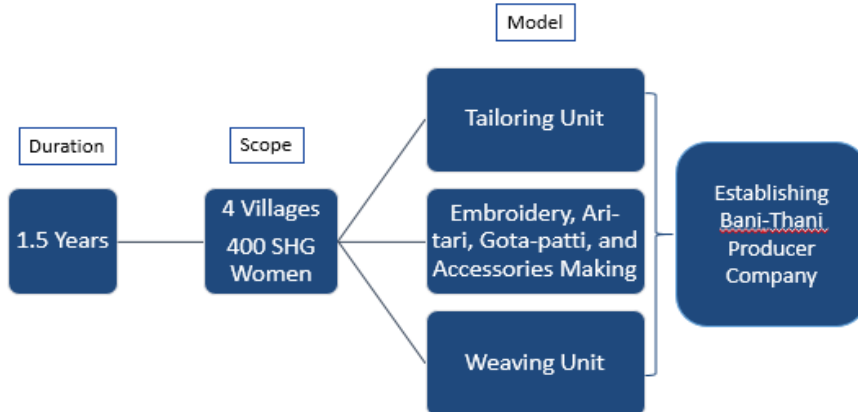 Model
Duration
Scope
1.5 Years
4 Villages
400 SHG
Women
Tailoring Unit
Embroidery, Ari-
tari, Gota-patti, and
Accessories Making
Weaving Unit
Establishing
Bani-Thani
Producer
Company